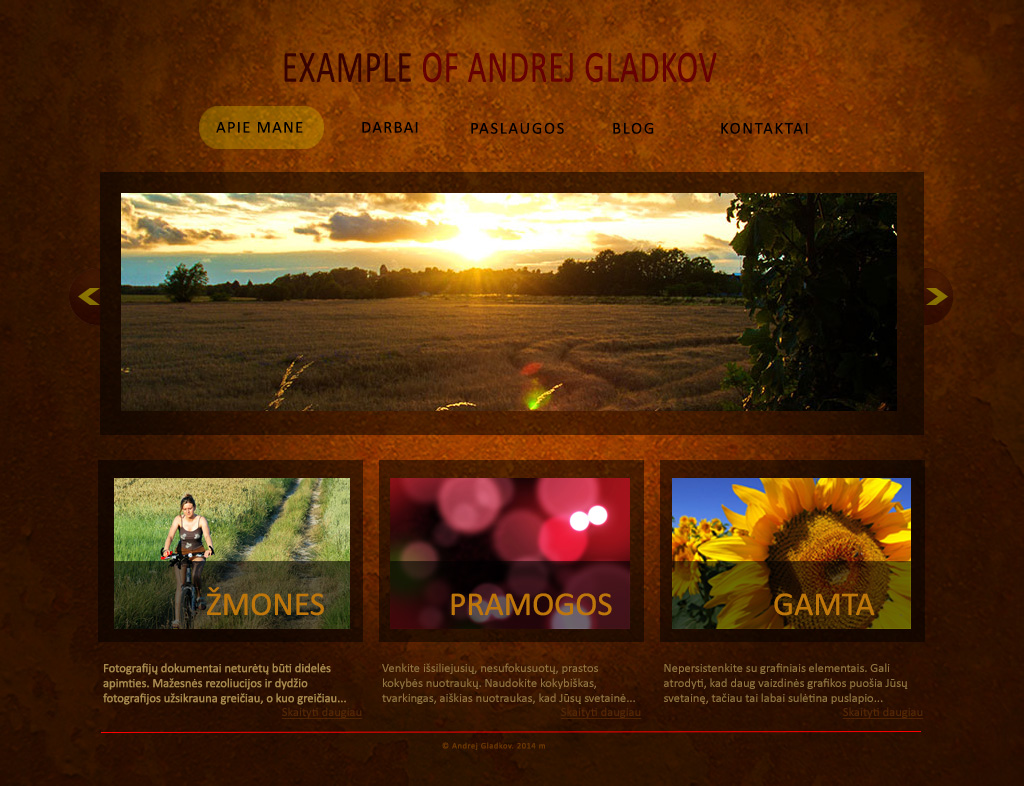 EXAMPLE OF ANDREJ GLADKOV
APIE MANE DARBAI PASLAUGOS BLOG KONTAKTAI
ŽMONES
PRAMOGOS
GAMTA
Fotografijų dokumentai neturėtų būti didelės
apimties. Mažesnės rezoliucijos ir dydžio
fotografijos užsikrauna greičiau, o kuo greičiau...
Skaityti daugiau
Venkite išsiliejusių, nesufokusuotų, prastos
kokybės nuotraukų. Naudokite kokybiškas,
tvarkingas, aiškias nuotraukas, kad Jūsų svetainė...
Skaityti daugiau
Nepersistenkite su grafiniais elementais. Gali
atrodyti, kad daug vaizdinės grafikos puošia Jūsų
svetainę, tačiau tai labai sulėtina puslapio...
Skaityti daugiau
© Andrej Gladkov. 2014 m